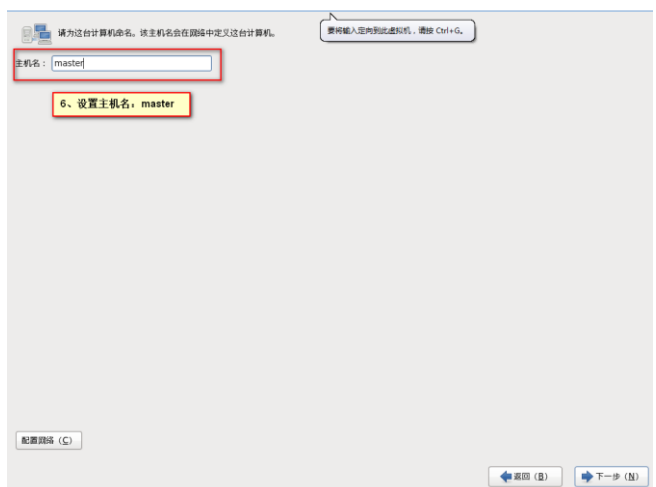 请为这台计算机命名。该主机名会在网络中定义这台计算机。
要将输入定向到此虚拟机，请按 Ctrl+G。
主机名： master
6、设置主机名：master
配置网络（C）
返回（B） 下一步（N）